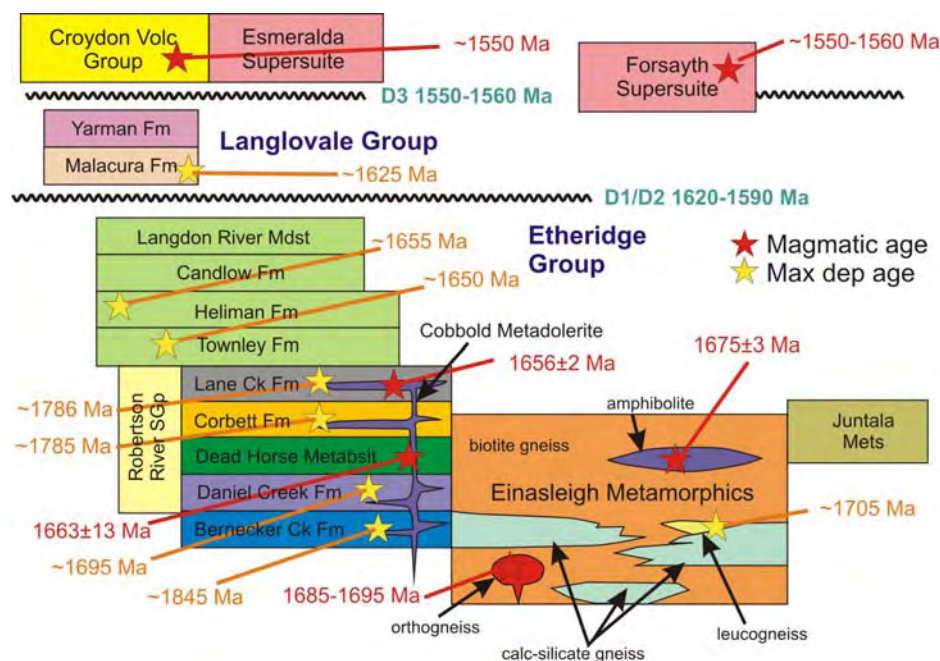 Croydon Volc
Group
Esmeralda
Supersuite
~1550 Ma
~1550-1560 Ma
Forsayth
Supersuite
D3 1550-1560 Ma
Yarman Fm
Langlovale Group
Malacura Fm
~1625 Ma
D1/D2 1620-1590 Ma
Langdon River Mdst
~1655 Ma
Etheridge
Group
Magmatic age
Max dep age
Candlow Fm
~1650 Ma
Heliman Fm
Townley Fm
Cobbold Metadolerite
1656±2 Ma
1675±3 Ma
Lane Ck Fm
~1786 Ma
Corbett Fm
~1785 Ma
Robertson
River SGp
amphibolite
biotite gneiss
Juntala
Mets
Dead Horse Metabslt
Daniel Creek Fm
Einasleigh Metamorphics
Bernecker Ck Fm
1663±13 Ma
~1695 Ma
~1845 Ma
~1705 Ma
1685-1695 Ma
orthogneiss
calc-silicate gneiss
leucogneiss